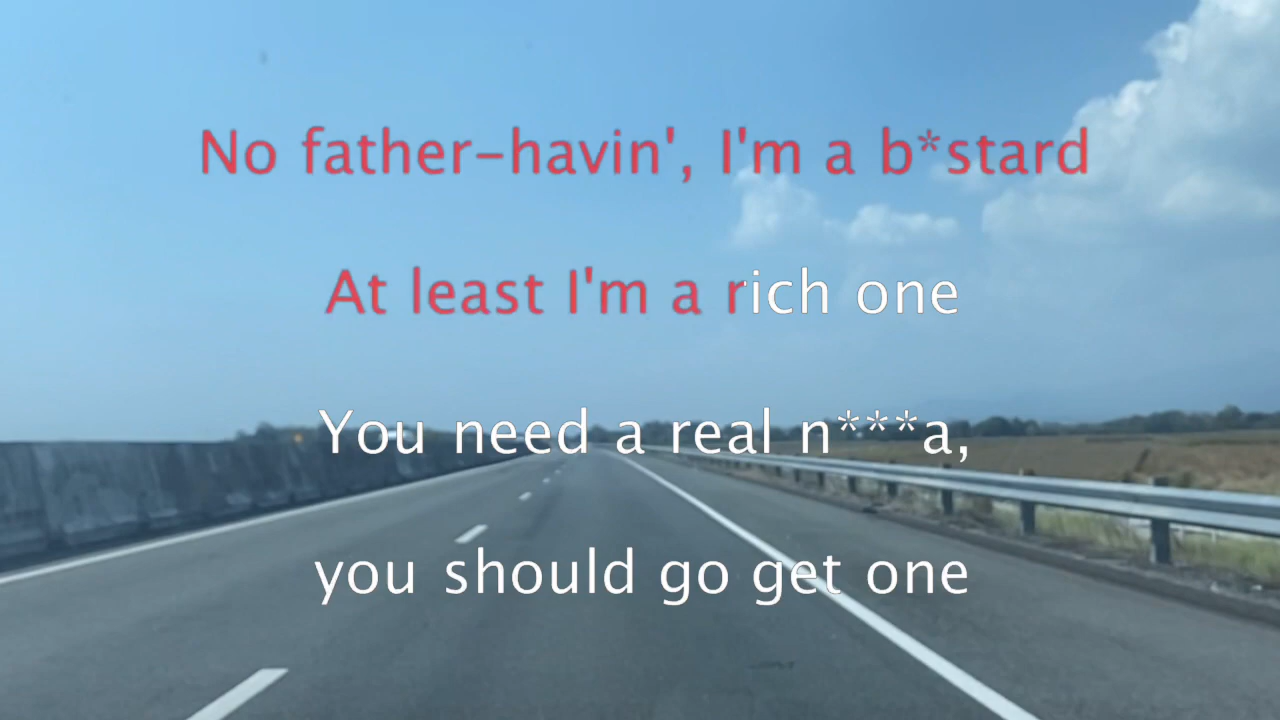 No father-havin', I'm a b*stard
At least I'm a rich one
You need a real n***a,
you should go get one